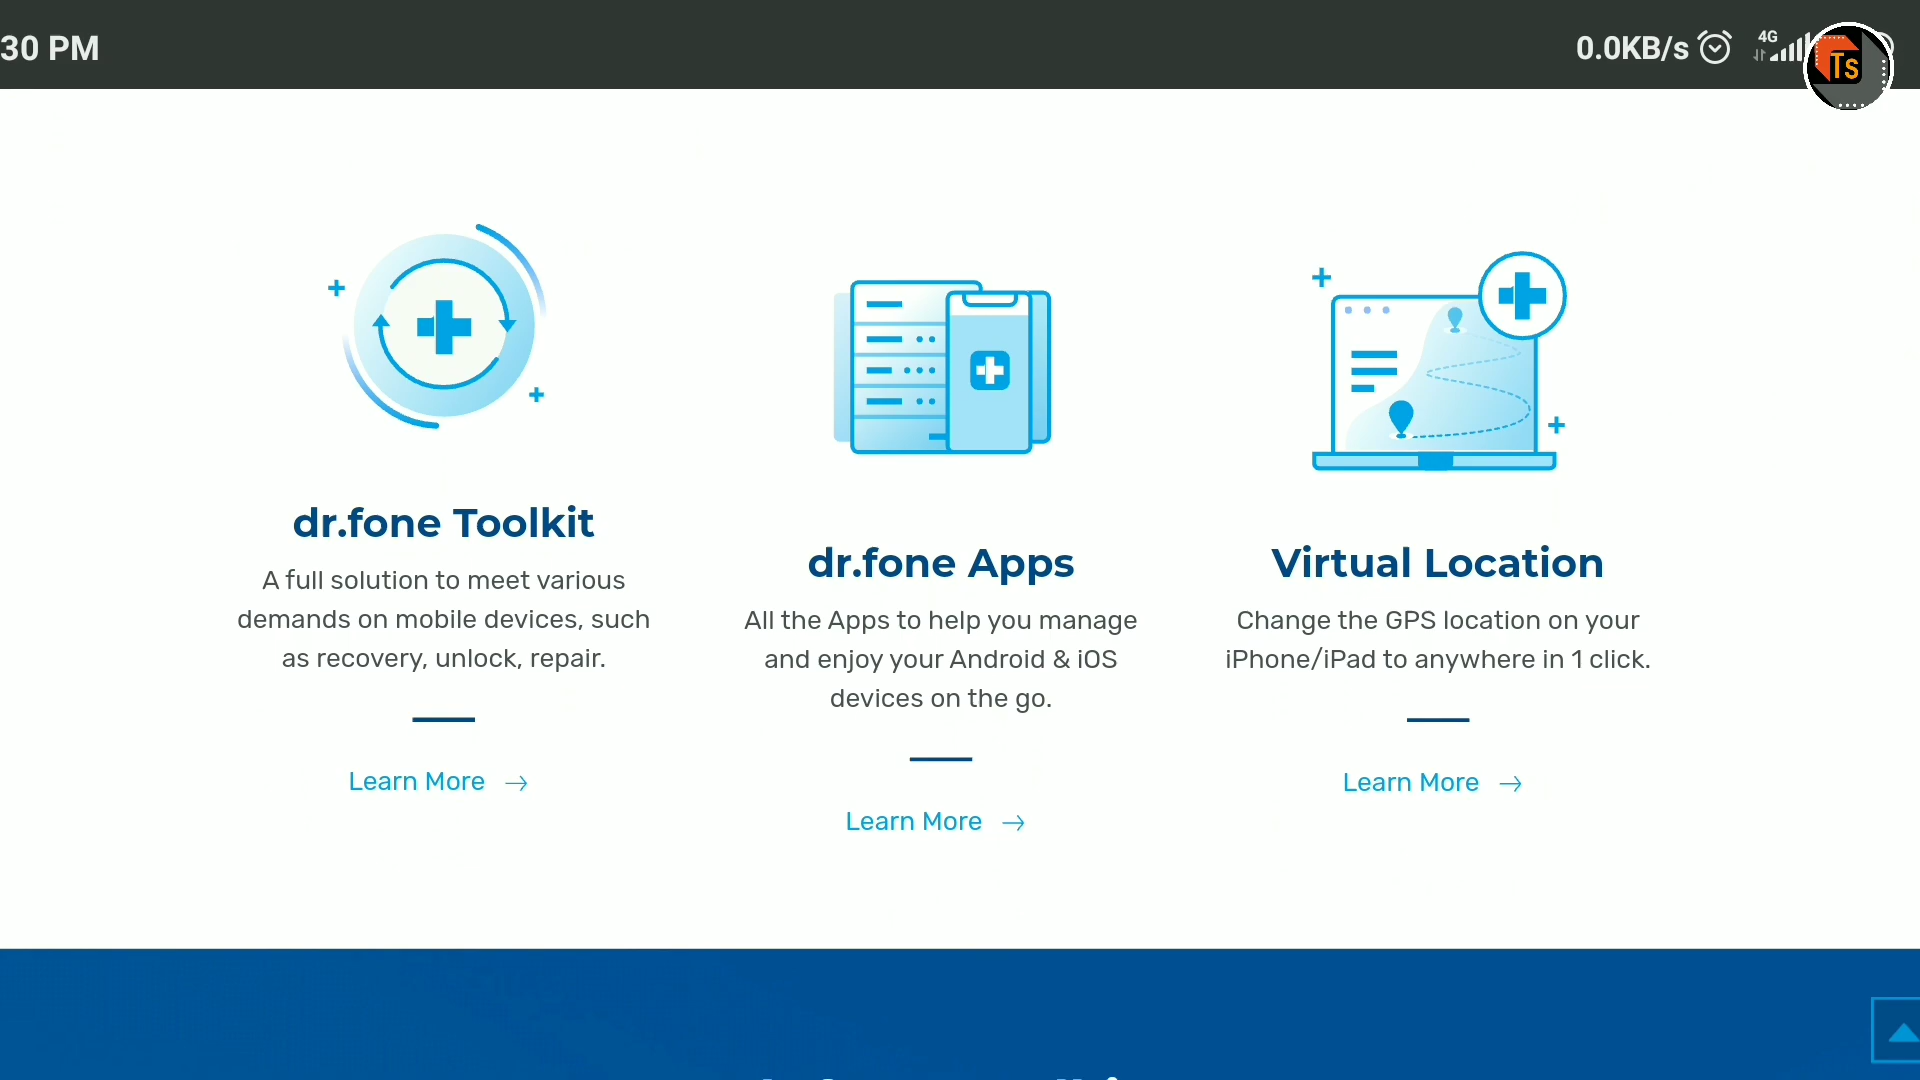 30 PM
0.0KB/s
4G
Ts
dr.fone Toolkit
A full solution to meet various
demands on mobile devices, such
as recovery, unlock, repair.
Learn More
dr.fone Apps
All the Apps to help you manage
and enjoy your Android & iOS
devices on the go.
Learn More
Virtual Location
Change the GPS location on your
iPhone/iPad to anywhere in 1 click.
Learn More